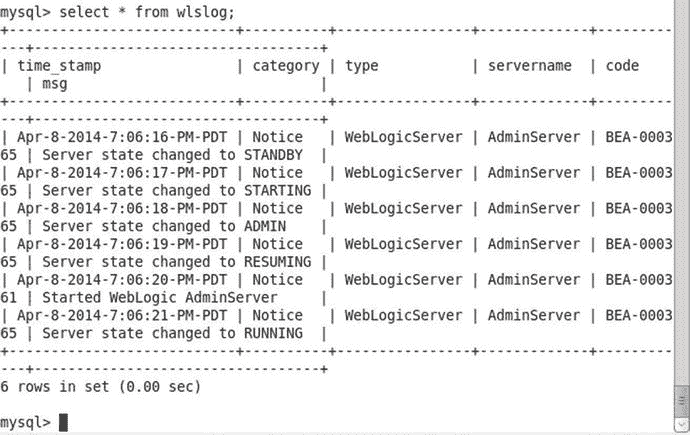 mysql> select * from wlslog;
+----------------------------+----------+----------------+-------------+---------
---+-----------------------------------+
| time_stamp                 | category | type           | servername  | code
   | msg                               |
+----------------------------+----------+----------------+-------------+---------
---+-----------------------------------+
| Apr-8-2014-7:06:16-PM-PDT | Notice   | WebLogicServer | AdminServer | BEA-0003
65 | Server state changed to STANDBY  |
| Apr-8-2014-7:06:17-PM-PDT | Notice   | WebLogicServer | AdminServer | BEA-0003
65 | Server state changed to STARTING |
| Apr-8-2014-7:06:18-PM-PDT | Notice   | WebLogicServer | AdminServer | BEA-0003
65 | Server state changed to ADMIN    |
| Apr-8-2014-7:06:19-PM-PDT | Notice   | WebLogicServer | AdminServer | BEA-0003
65 | Server state changed to RESUMING |
| Apr-8-2014-7:06:20-PM-PDT | Notice   | WebLogicServer | AdminServer | BEA-0003
61 | Started WebLogic AdminServer     |
| Apr-8-2014-7:06:21-PM-PDT | Notice   | WebLogicServer | AdminServer | BEA-0003
65 | Server state changed to RUNNING  |
+----------------------------+----------+----------------+-------------+---------
---+-----------------------------------+
6 rows in set (0.00 sec)
mysql>